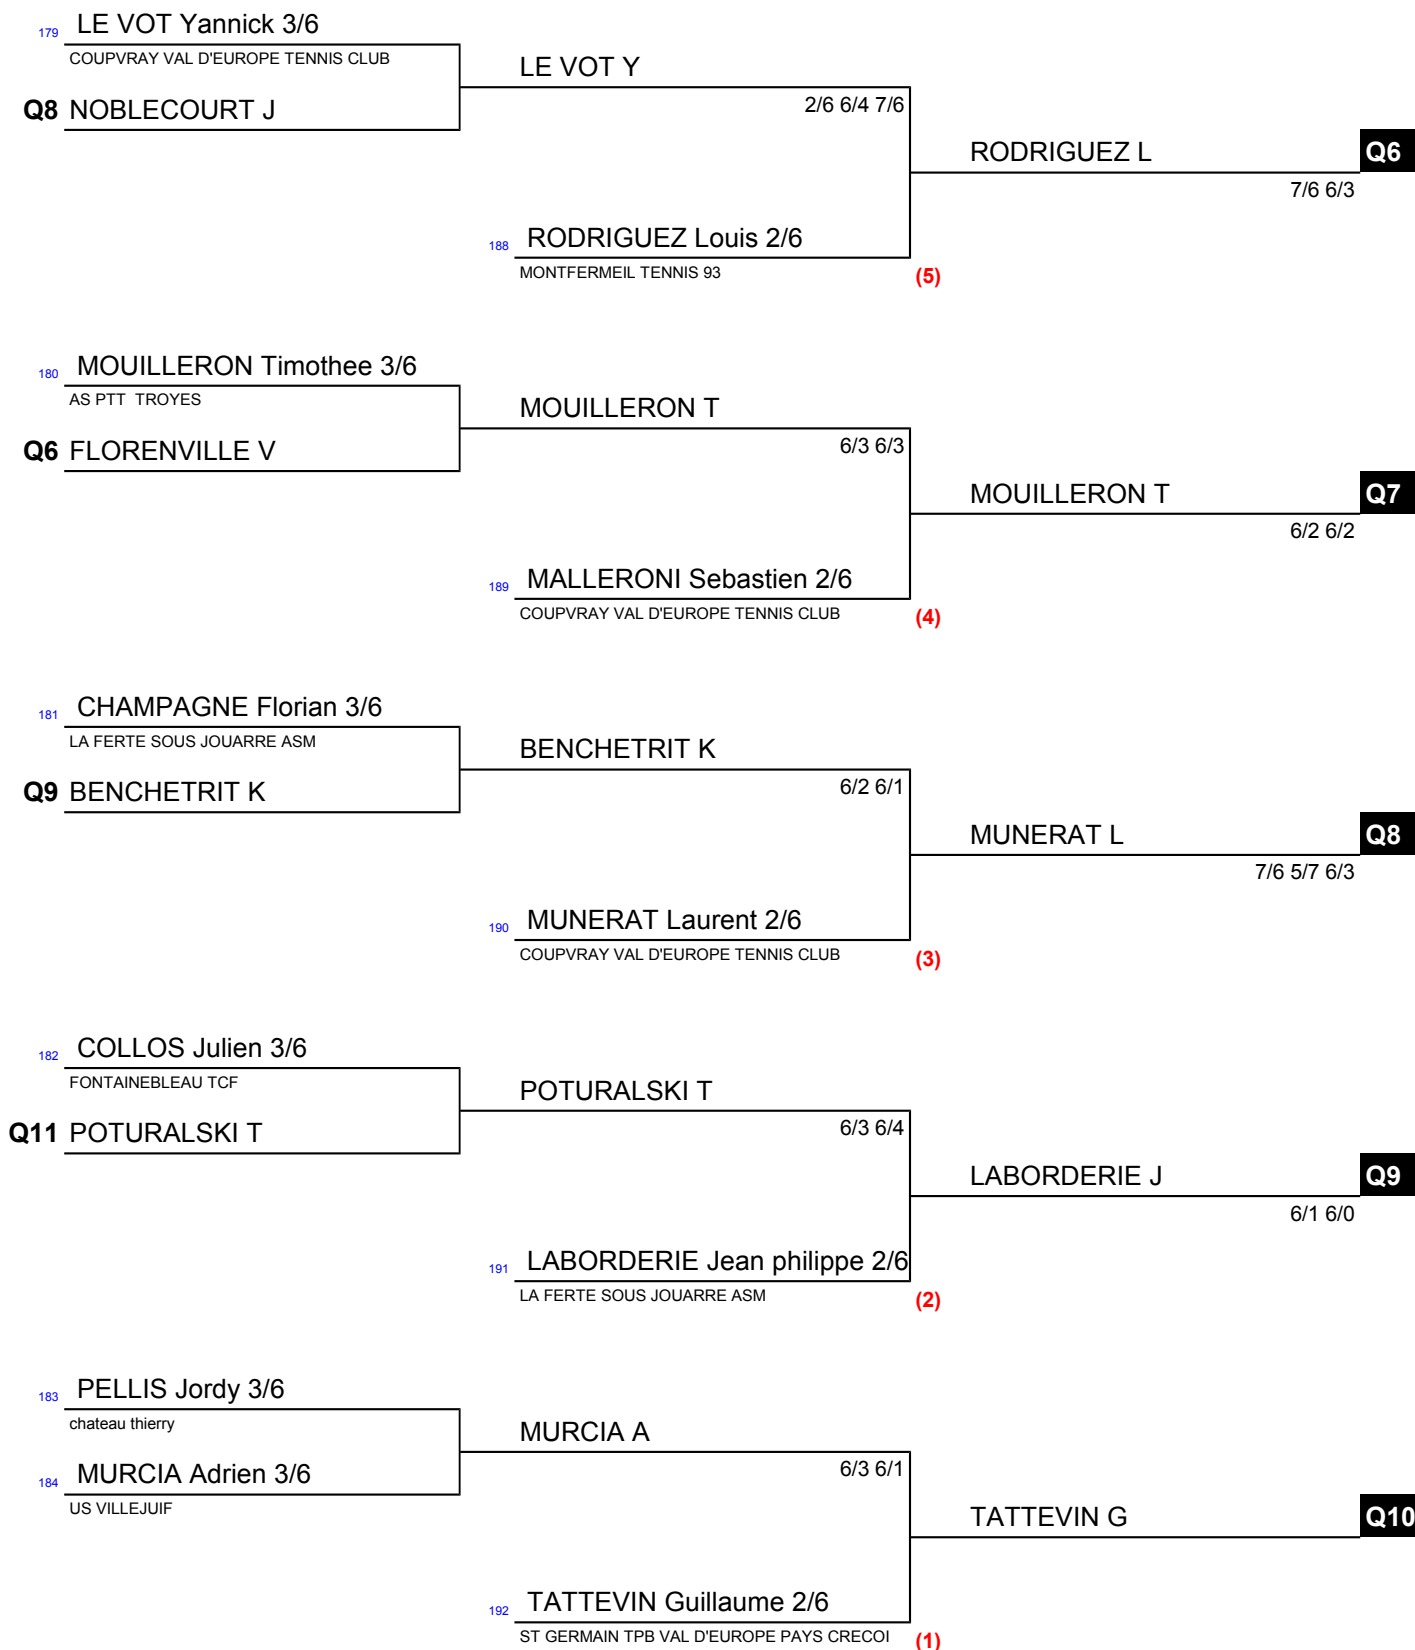 179 LE VOT Yannick 3/6
COUPVRAY VAL D'EUROPE TENNIS CLUB
LE VOT Y
Q8 NOBLECOURT J
2/6 6/4 7/6
RODRIGUEZ L
Q6
7/6 6/3
188 RODRIGUEZ Louis 2/6
MONTFERMEIL TENNIS 93
(5)
180 MOUILLERON Timothee 3/6
AS PTT TROYES
MOUILLERON T
Q6 FLORENVILLE V
6/3 6/3
MOUILLERON T
Q7
6/2 6/2
189 MALLERONI Sebastien 2/6
COUPVRAY VAL D'EUROPE TENNIS CLUB
(4)
181 CHAMPAGNE Florian 3/6
LA FERTE SOUS JOUARRE ASM
BENCHETRIT K
Q9 BENCHETRIT K
6/2 6/1
MUNERAT L
Q8
7/6 5/7 6/3
190 MUNERAT Laurent 2/6
COUPVRAY VAL D'EUROPE TENNIS CLUB
(3)
182 COLLOS Julien 3/6
FONTAINEBLEAU TCF
POTURALSKI T
Q11 POTURALSKI T
6/3 6/4
LABORDERIE J
Q9
6/1 6/0
191 LABORDERIE Jean philippe 2/6
LA FERTE SOUS JOUARRE ASM
(2)
183 PELLIS Jordy 3/6
chateau thierry
MURCIA A
184 MURCIA Adrien 3/6
6/3 6/1
US VILLEJUIF
TATTEVIN G
Q10
192 TATTEVIN Guillaume 2/6
ST GERMAIN TPB VAL D'EUROPE PAYS CRECOI
(1)